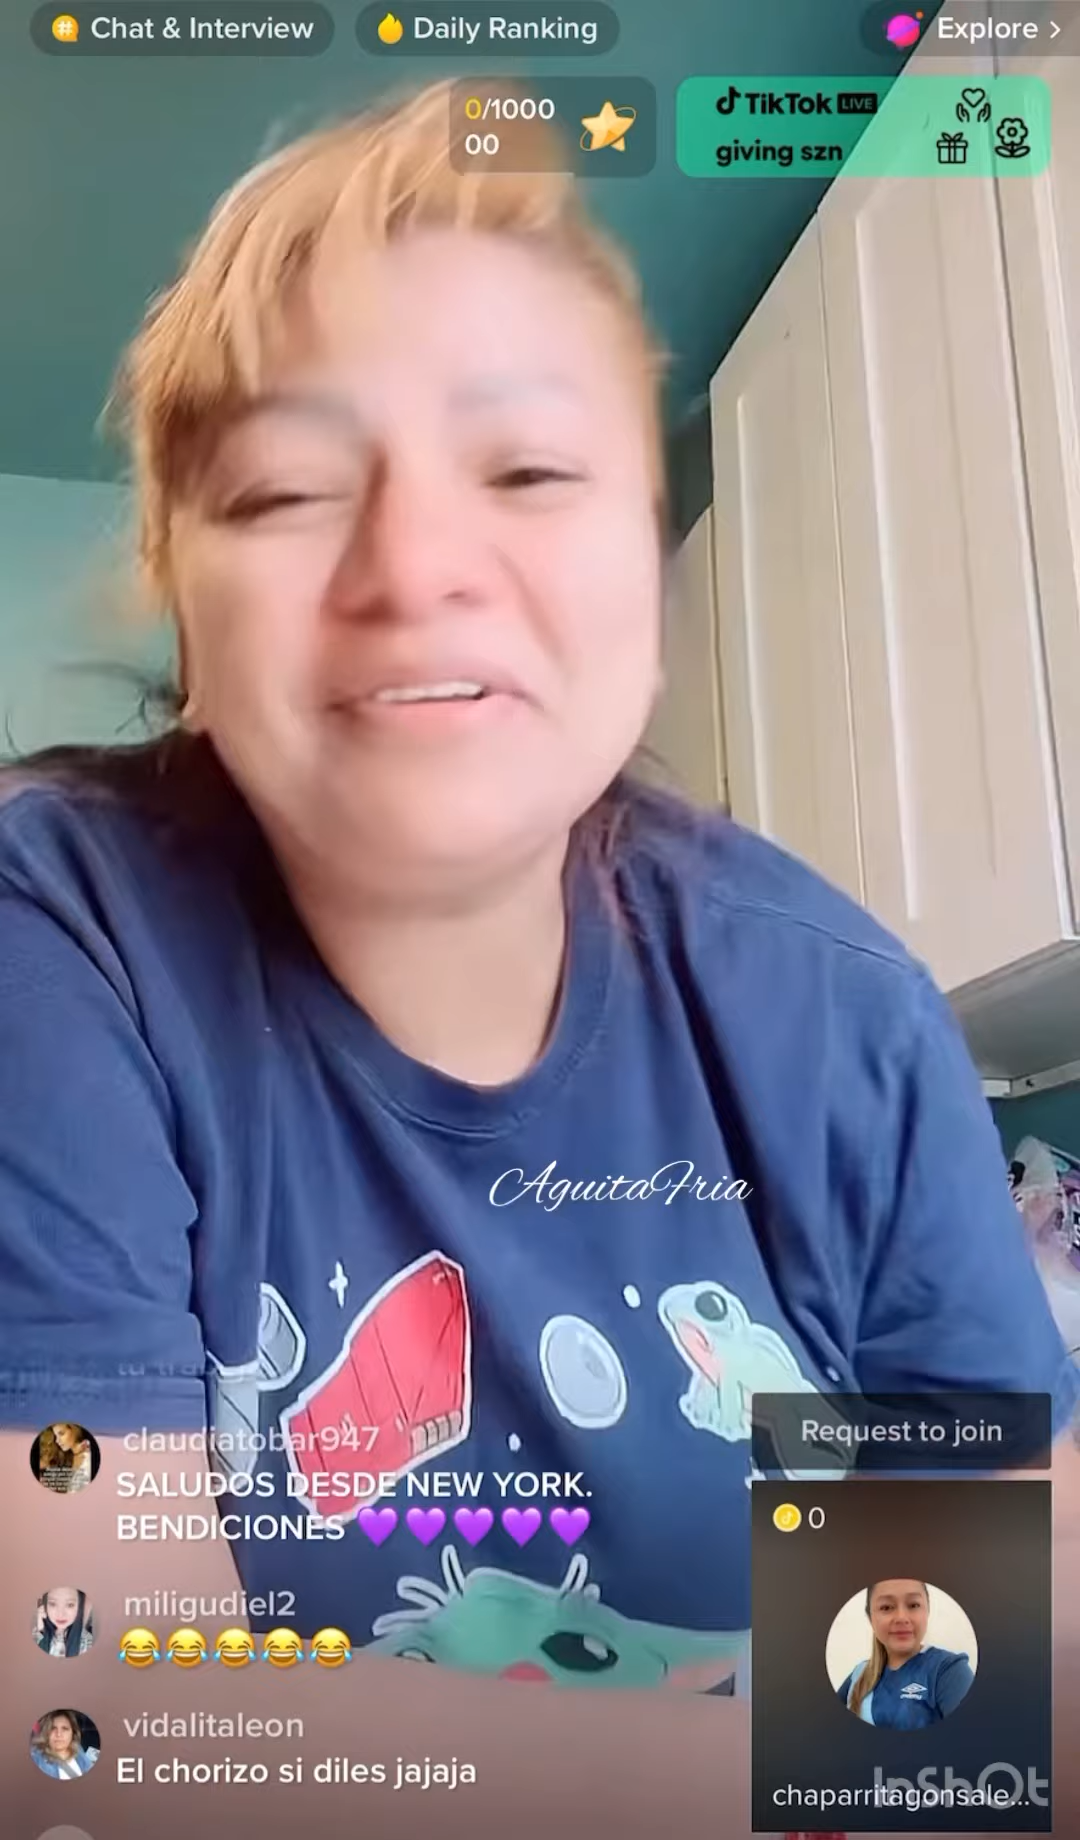 Chat & Interview
Daily Ranking
Explore >
0/1000
00
TikTok LIVE
giving szn
AguitaFria
claudiatobar947
SALUDOS DESDE NEW YORK.
BENDICIONES 💜💜💜💜💜
miligudiel2
😂😂😂😂😂
vidalitaleon
El chorizo si diles jajaja
Request to join
0
umbro
chaparritagonsale...
InShOt